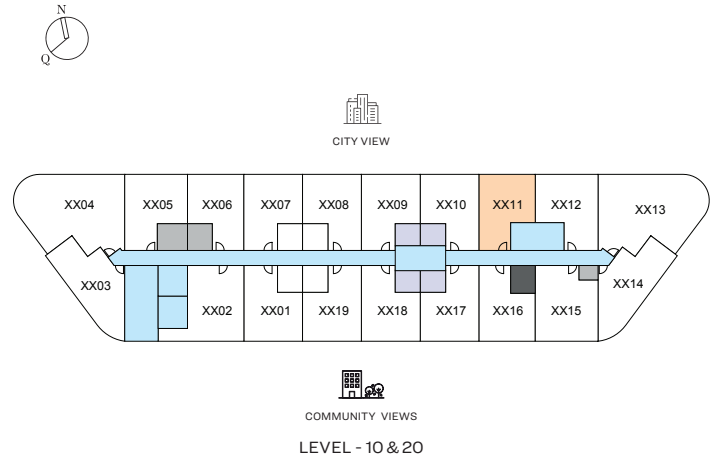 N
Q
CITY VIEW
XX04 XX05 XX06 XX07 XX08 XX09 XX10 XX11 XX12 XX13
XX03 XX02 XX01 XX19 XX18 XX17 XX16 XX15 XX14
COMMUNITY VIEWS
LEVEL - 10 & 20